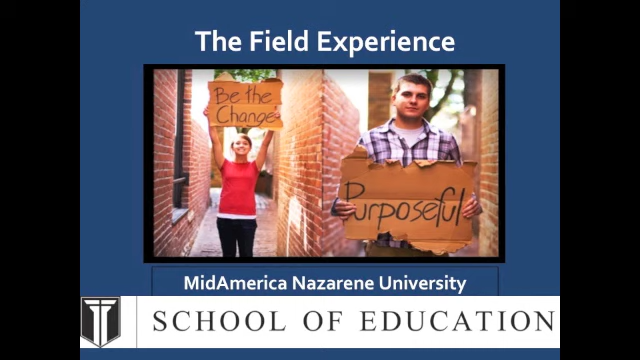 The Field Experience
Be the
Change
Purposeful
MidAmerica Nazarene University
SCHOOL OF EDUCATION